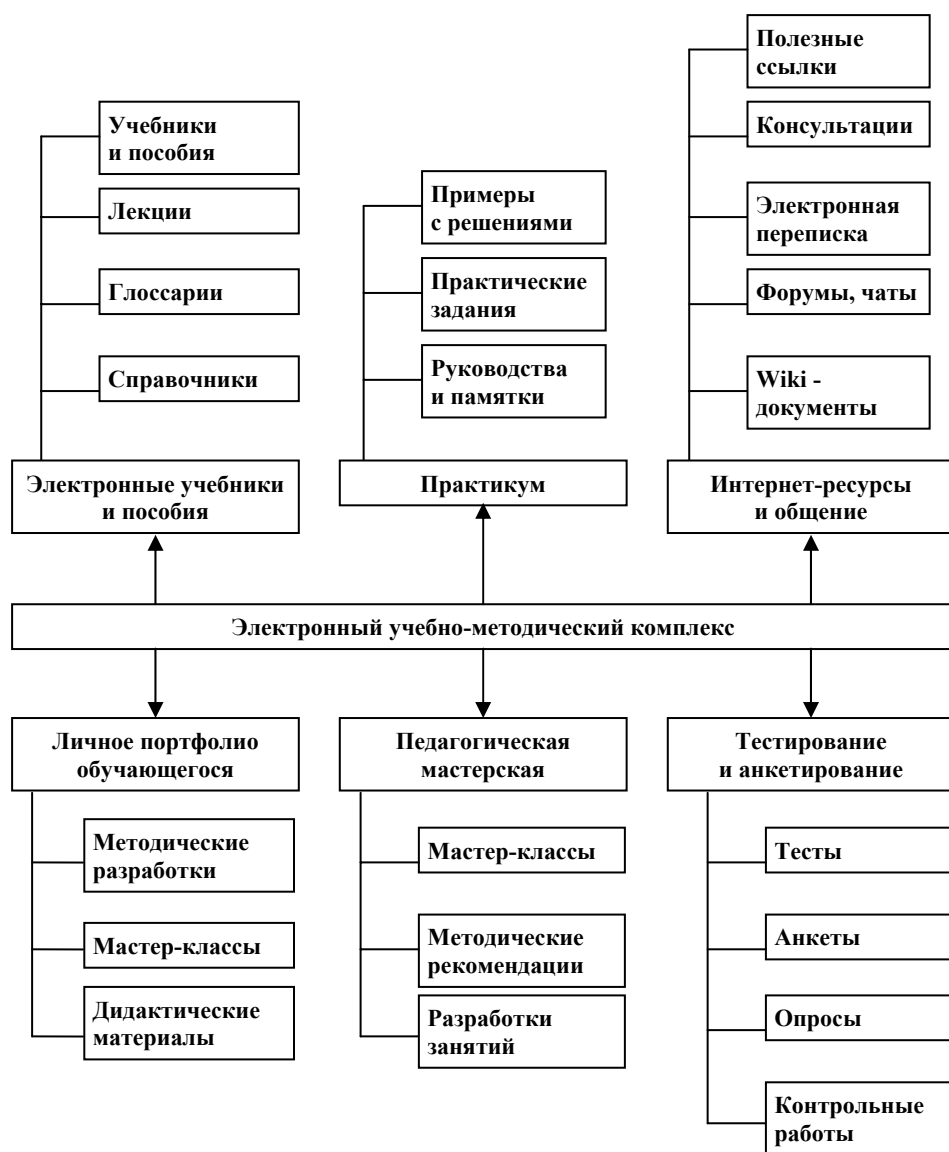 Учебники
и пособия
Лекции
Глоссарии
Справочники
Электронные учебники
и пособия
Примеры
с решениями
Практические
задания
Руководства
и памятки
Практикум
Полезные
ссылки
Консультации
Электронная
переписка
Форумы, чаты
Wiki -
документы
Интернет-ресурсы
и общение
Электронный учебно-методический комплекс
Личное портфолио
обучающегося
Методические
разработки
Мастер-классы
Дидактические
материалы
Педагогическая
мастерская
Мастер-классы
Методические
рекомендации
Разработки
занятий
Тестирование
и анкетирование
Тесты
Анкеты
Опросы
Контрольные
работы